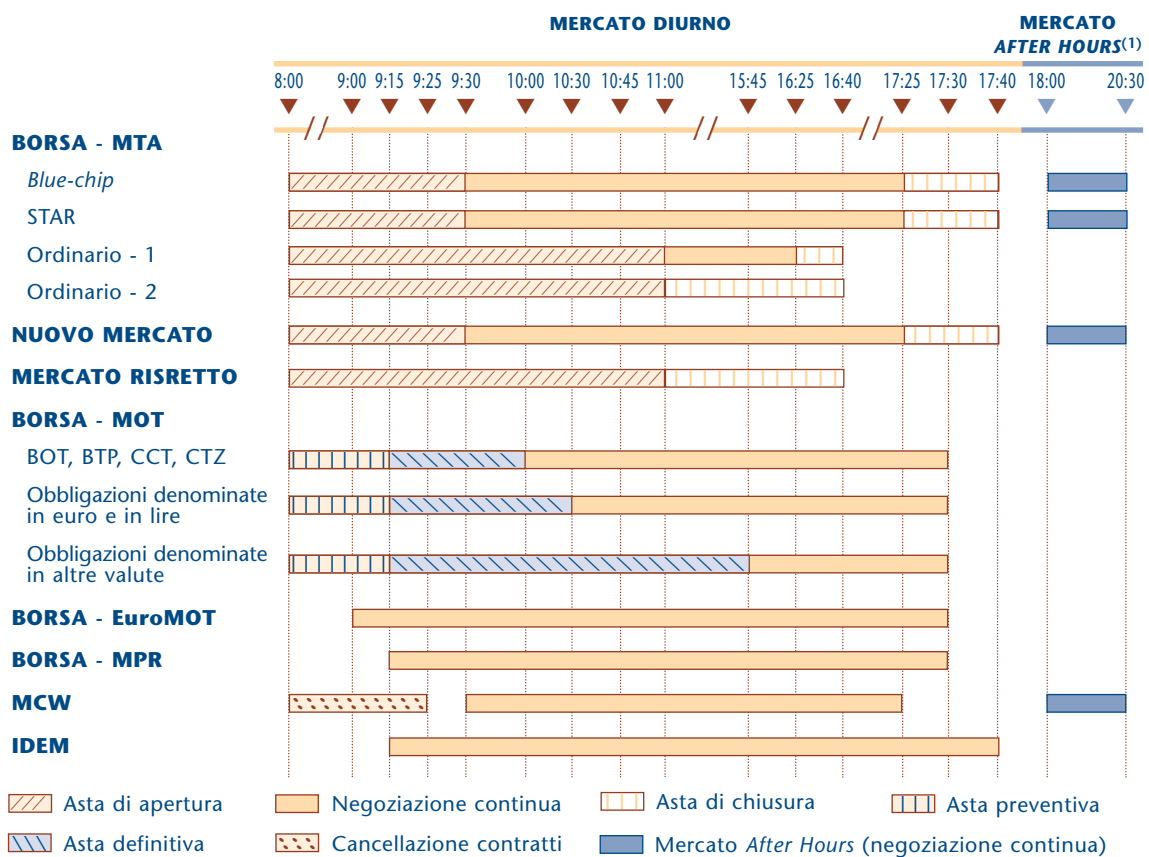 MERCATO DIURNO
MERCATO
AFTER HOURS(1)
8:00 9:00 9:15 9:25 9:30 10:00 10:30 10:45 11:00 15:45 16:25 16:40 17:25 17:30 17:40 18:00 20:30
BORSA - MTA
Blue-chip
STAR
Ordinario - 1
Ordinario - 2
NUOVO MERCATO
MERCATO RISRETTO
BORSA - MOT
BOT, BTP, CCT, CTZ
Obbligazioni denominate
in euro e in lire
Obbligazioni denominate
in altre valute
BORSA - EuroMOT
BORSA - MPR
MCW
IDEM
Asta di apertura Negoziazione continua Asta di chiusura Asta preventiva
Asta definitiva Cancellazione contratti Mercato After Hours (negoziazione continua)